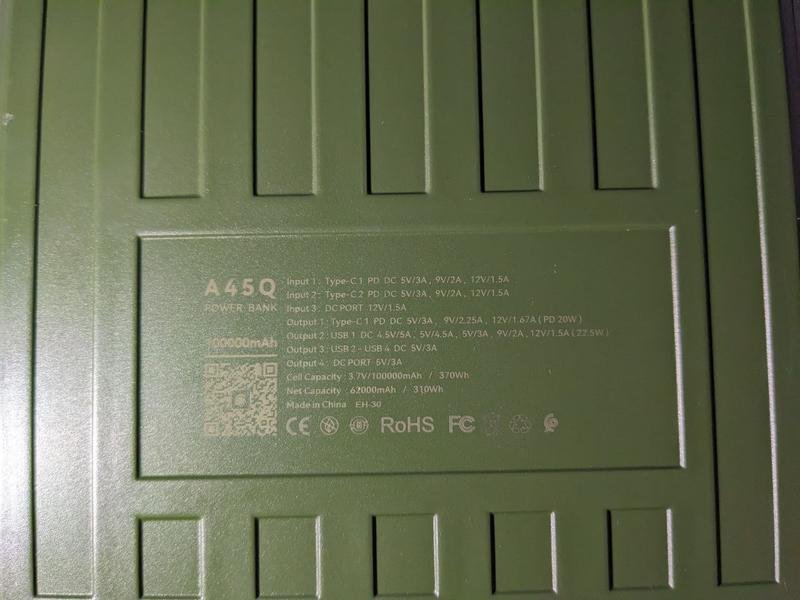 A45Q
POWER BANK
100000mAh
Input 1 : Type-C1 PD DC 5V/3A , 9V/2A , 12V/1.5A
Input 2 : Type-C2 PD DC 5V/3A , 9V/2A , 12V/1.5A
Input 3 : DC PORT 12V/1.5A
Output 1 : Type-C1 PD DC 5V/3A , 9V/2.25A, 12V/1.67A ( PD 20W )
Output 2 : USB 1 DC 4.5V/5A , 5V/4.5A , 5V/3A , 9V/2A , 12V/1.5A ( 22.5W )
Output 3 : USB 2 - USB 4 DC 5V/3A
Output 4 : DC PORT 5V/3A
Cell Capacity : 3.7V/100000mAh / 370Wh
Net Capacity : 62000mAh / 310Wh
Made in China EH-30
CE RoHS FC